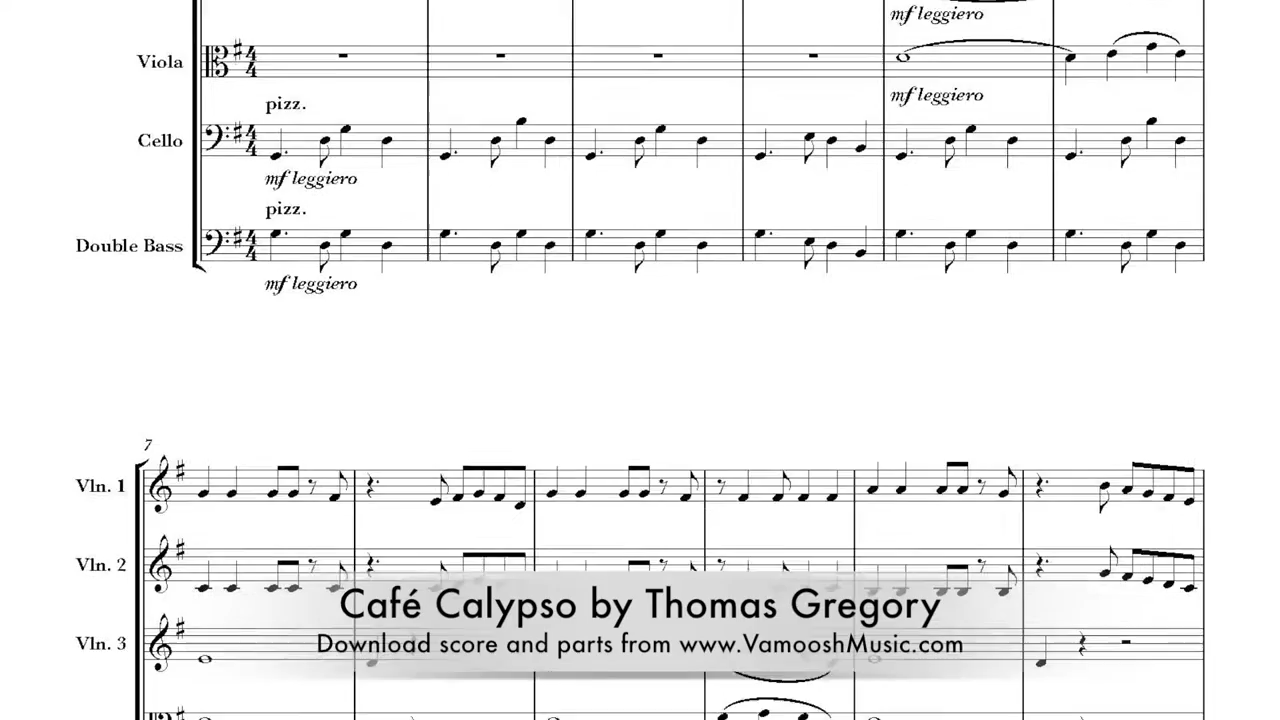 mf leggiero
Viola
mf leggiero
pizz.
Cello
mf leggiero
pizz.
Double Bass
mf leggiero
7
Vln. 1
Vln. 2
Café Calypso by Thomas Gregory
Vln. 3
Download score and parts from www.VamooshMusic.com